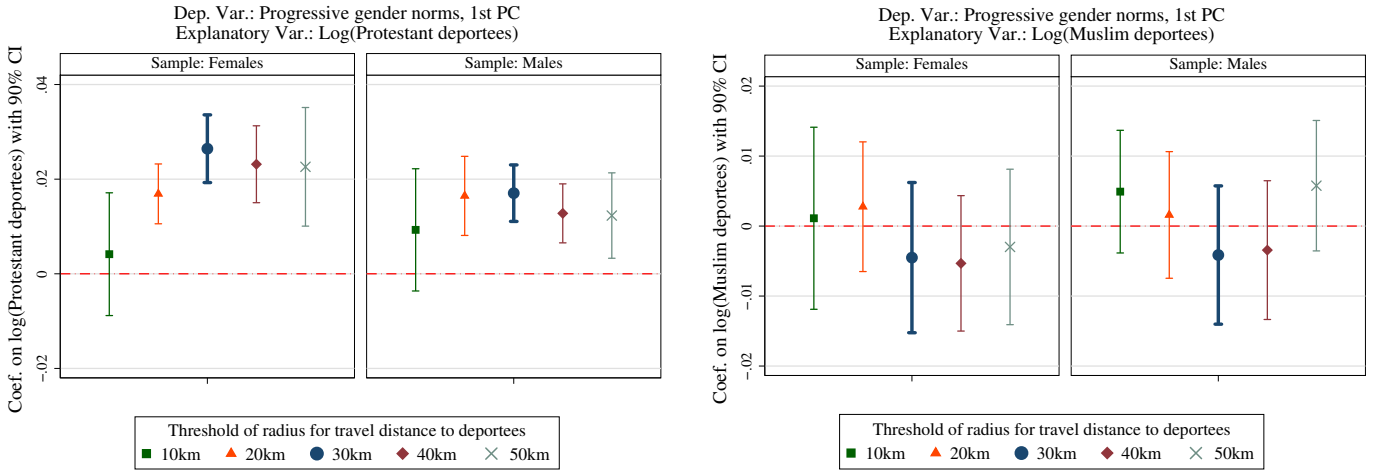 Dep. Var.: Progressive gender norms, 1st PC
Explanatory Var.: Log(Protestant deportees)
Coef. on log(Protestant deportees) with 90% CI
Sample: Females
Sample: Males
.04
.02
0
-.02
Threshold of radius for travel distance to deportees
10km 20km 30km 40km 50km
Dep. Var.: Progressive gender norms, 1st PC
Explanatory Var.: Log(Muslim deportees)
Coef. on log(Muslim deportees) with 90% CI
Sample: Females
Sample: Males
.02
.01
0
-.01
-.02
Threshold of radius for travel distance to deportees
10km 20km 30km 40km 50km